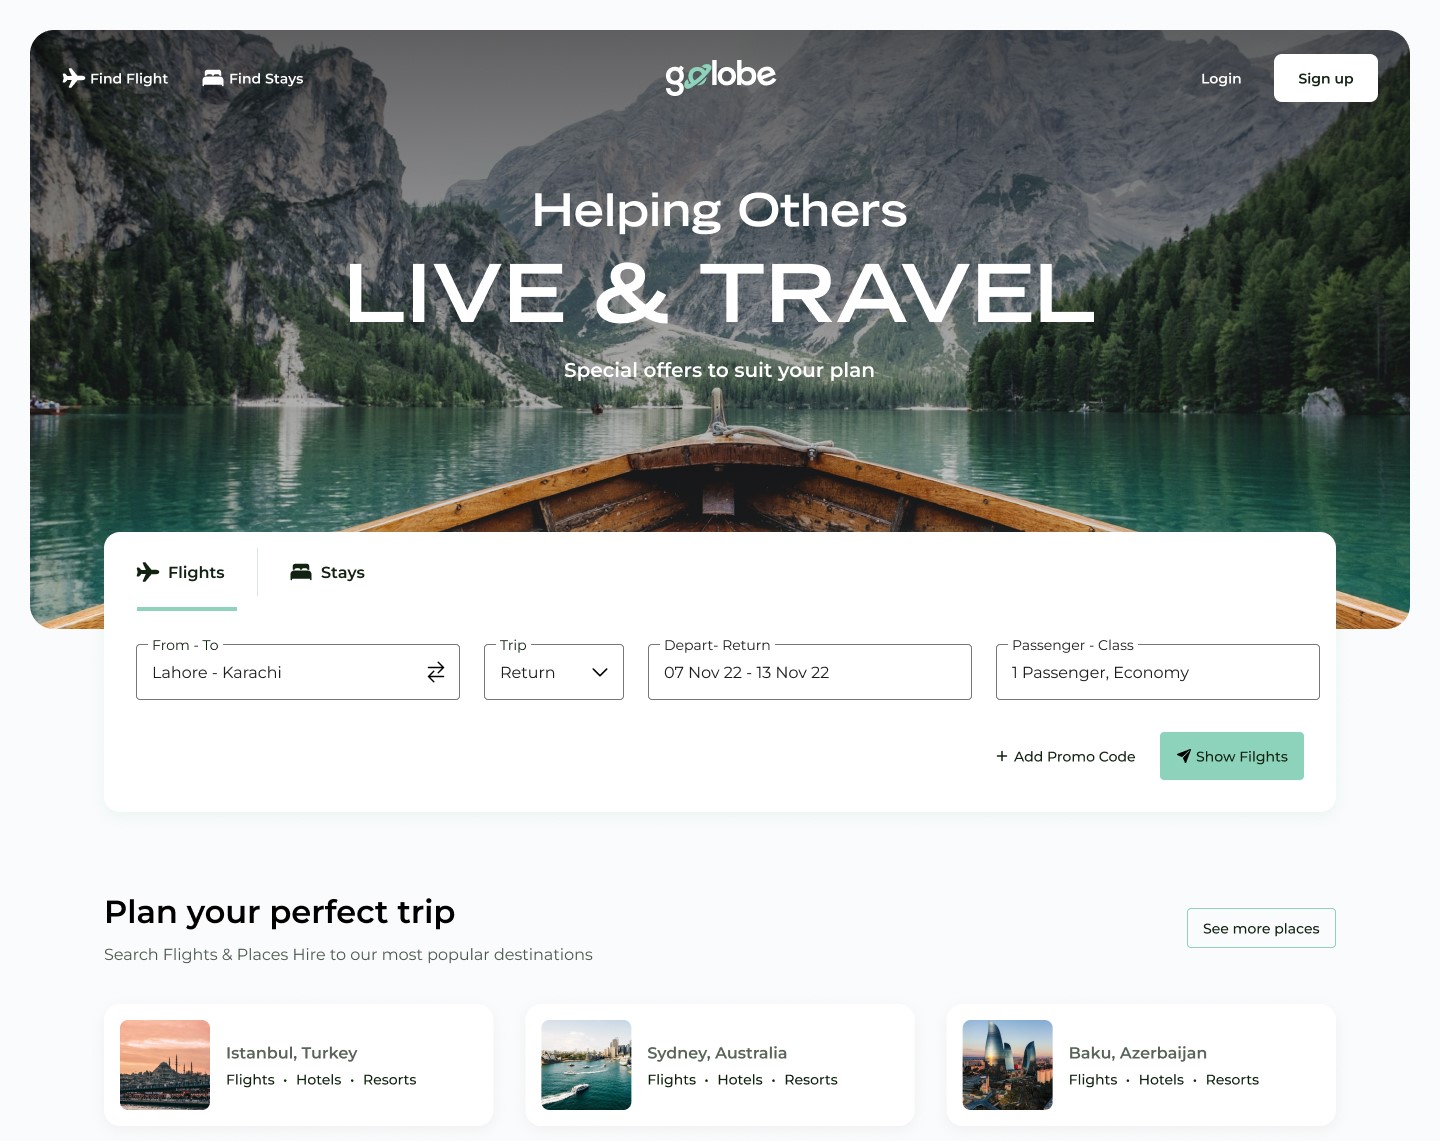 Find Flight
Find Stays
golobe
Login
Sign up
Helping Others
LIVE & TRAVEL
Special offers to suit your plan
Flights
Stays
From - To
Lahore - Karachi
Trip
Return
Depart- Return
07 Nov 22 - 13 Nov 22
Passenger - Class
1 Passenger, Economy
+ Add Promo Code
Show Filghts
Plan your perfect trip
Search Flights & Places Hire to our most popular destinations
See more places
Istanbul, Turkey
Flights • Hotels • Resorts
Sydney, Australia
Flights • Hotels • Resorts
Baku, Azerbaijan
Flights • Hotels • Resorts